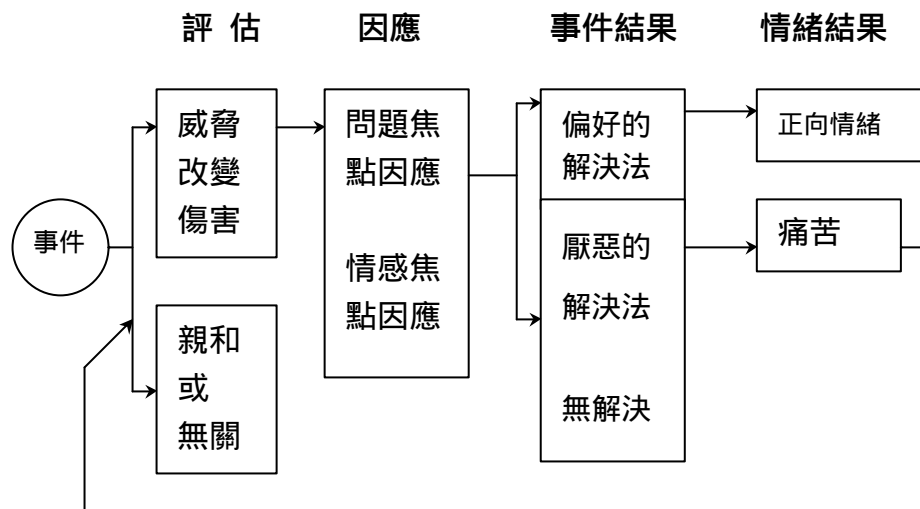 評 估 因應 事件結果 情緒結果
事件
威脅
改變
傷害
親和
或
無關
問題焦
點因應
情感焦
點因應
偏好的
解決法
厭惡的
解決法
無解決
正向情緒
痛苦